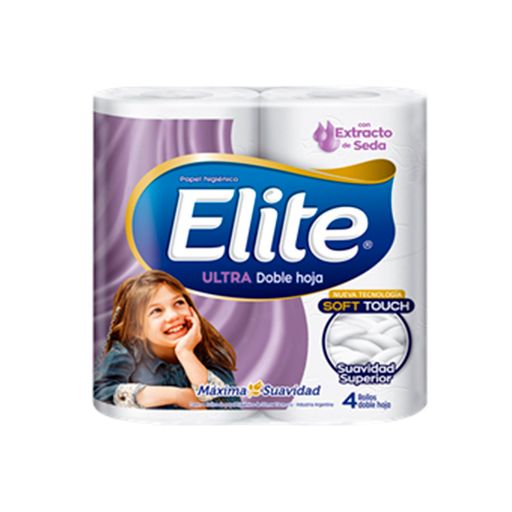 con
Extracto
de Seda
Papel higiénico
Elite®
ULTRA Doble hoja
NUEVA TECNOLOGÍA
SOFT TOUCH
Suavidad
Superior
Máxima Suavidad
Industria Argentina
4 Rollos
doble hoja